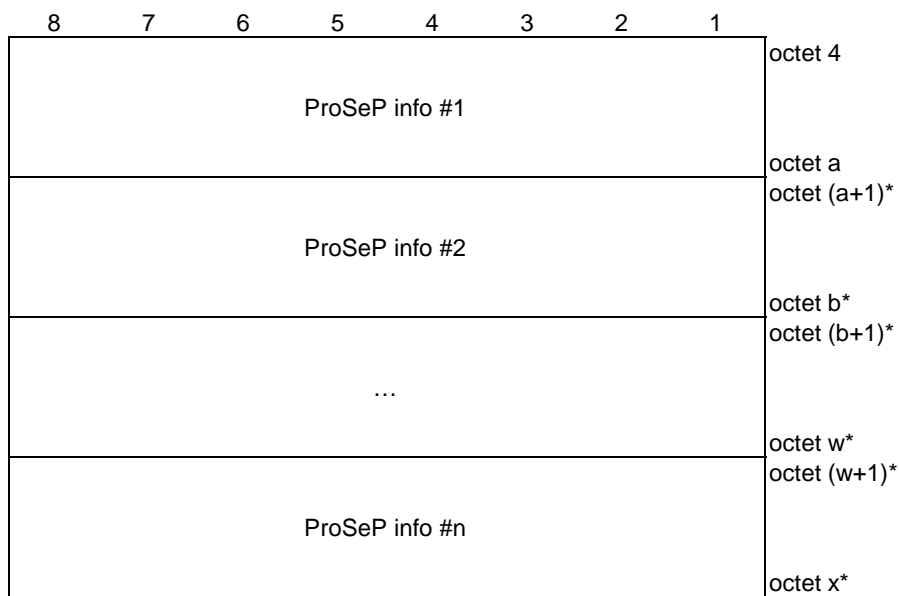 8 7 6 5 4 3 2 1
octet 4
ProSeP info #1
octet a
octet (a+1)*
ProSeP info #2
octet b*
octet (b+1)*
…
octet w*
octet (w+1)*
ProSeP info #n
octet x*